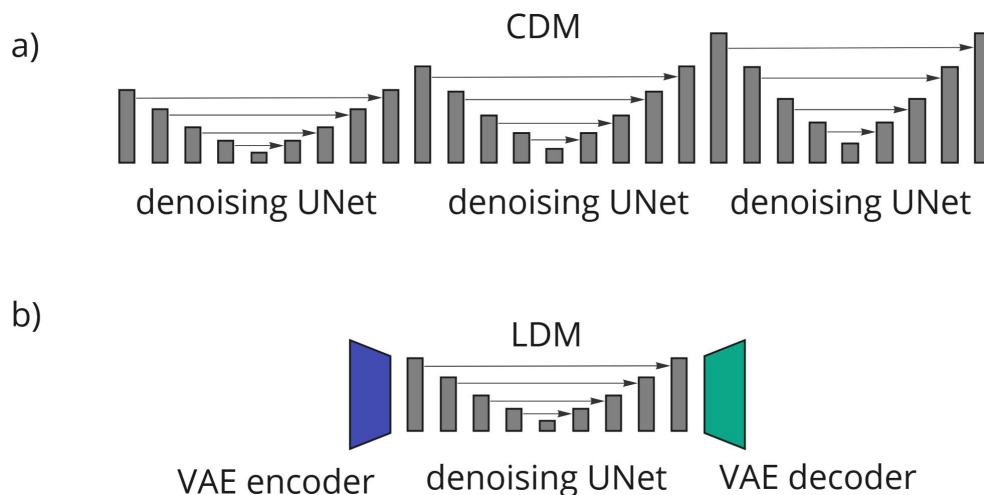 a)
CDM
denoising UNet
denoising UNet
denoising UNet
b)
LDM
VAE encoder
denoising UNet
VAE decoder